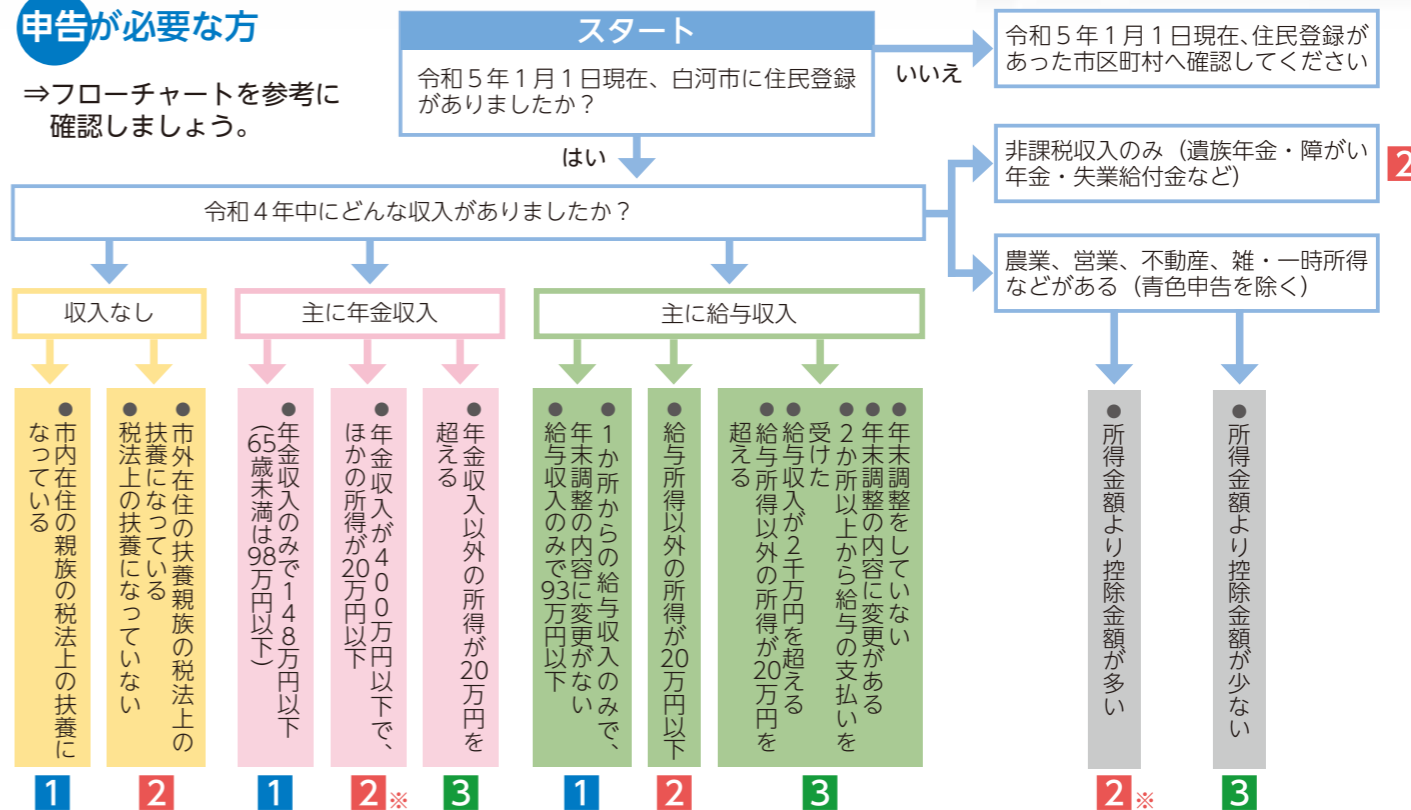 申告が必要な方
⇒フローチャートを参考に
確認しましょう。
スタート
令和5年1月1日現在、白河市に住民登録
がありましたか？
いいえ
令和5年1月1日現在、住民登録が
あった市区町村へ確認してください
はい
令和4年中にどんな収入がありましたか？
非課税収入のみ（遺族年金・障がい
年金・失業給付金など）
2
農業、営業、不動産、雑・一時所得
などがある（青色申告を除く）
収入なし
主に年金収入
主に給与収入
●市内在住の親族の税法上の扶養に
なっている
1
●市外在住の扶養親族の税法上の
扶養になっている
●税法上の扶養になっていない
2
●年金収入のみで148万円以下
（65歳未満は98万円以下）
1
●年金収入が400万円以下で、
ほかの所得が20万円以下
2※
●年金収入以外の所得が20万円を
超える
3
●1か所からの給与収入のみで、
年末調整の内容に変更がない
●給与収入のみで93万円以下
1
●給与所得以外の所得が20万円以下
2
●年末調整をしていない
●年末調整の内容に変更がある
●2か所以上から給与の支払いを
受けた
●給与収入が2千万円を超える
●給与所得以外の所得が20万円を
超える
3
●所得金額より控除金額が多い
2※
●所得金額より控除金額が少ない
3